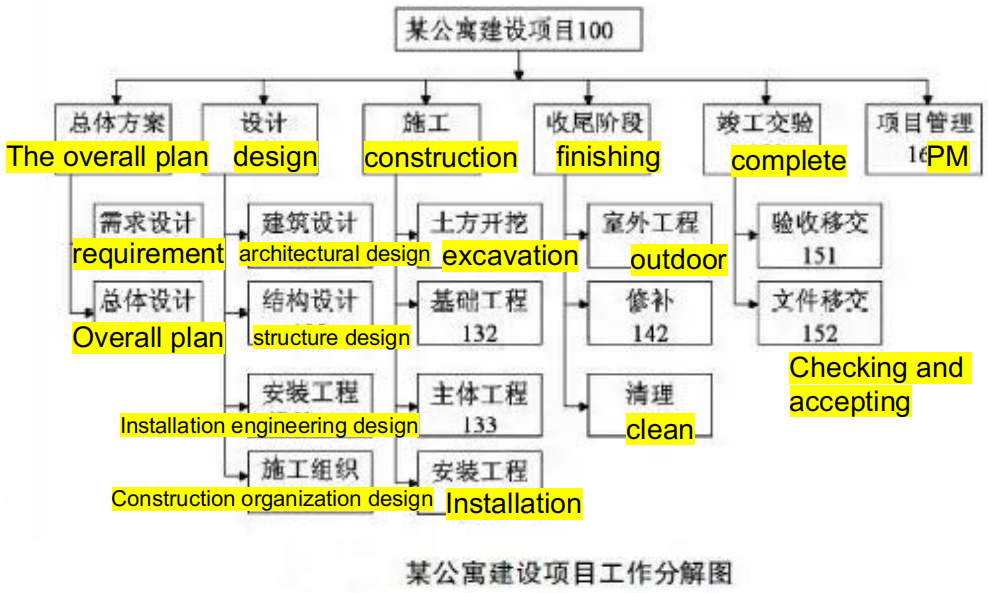 某公寓建设项目100
总体方案
The overall plan
设计
design
施工
construction
收尾阶段
finishing
竣工交验
complete
项目管理
PM
需求设计
requirement
总体设计
Overall plan
建筑设计
architectural design
结构设计
structure design
安装工程
Installation engineering design
施工组织
Construction organization design
土方开挖
excavation
基础工程
132
主体工程
133
安装工程
Installation
室外工程
outdoor
修补
142
清理
clean
验收移交
151
文件移交
152
Checking and
accepting
某公寓建设项目工作分解图